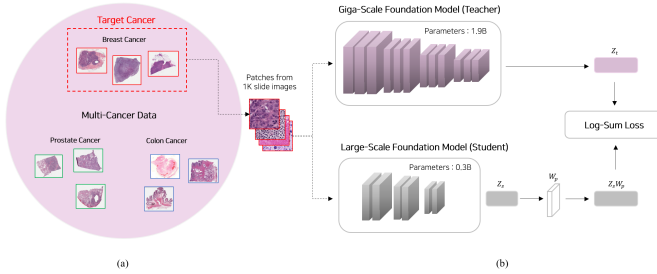 Target Cancer
Breast Cancer
Multi-Cancer Data
Prostate Cancer
Colon Cancer
Patches from
1K slide images
(a)
Giga-Scale Foundation Model (Teacher)
Parameters : 1.9B
Z_t
Log-Sum Loss
Large-Scale Foundation Model (Student)
Parameters : 0.3B
Z_s
W_p
Z_sW_p
(b)